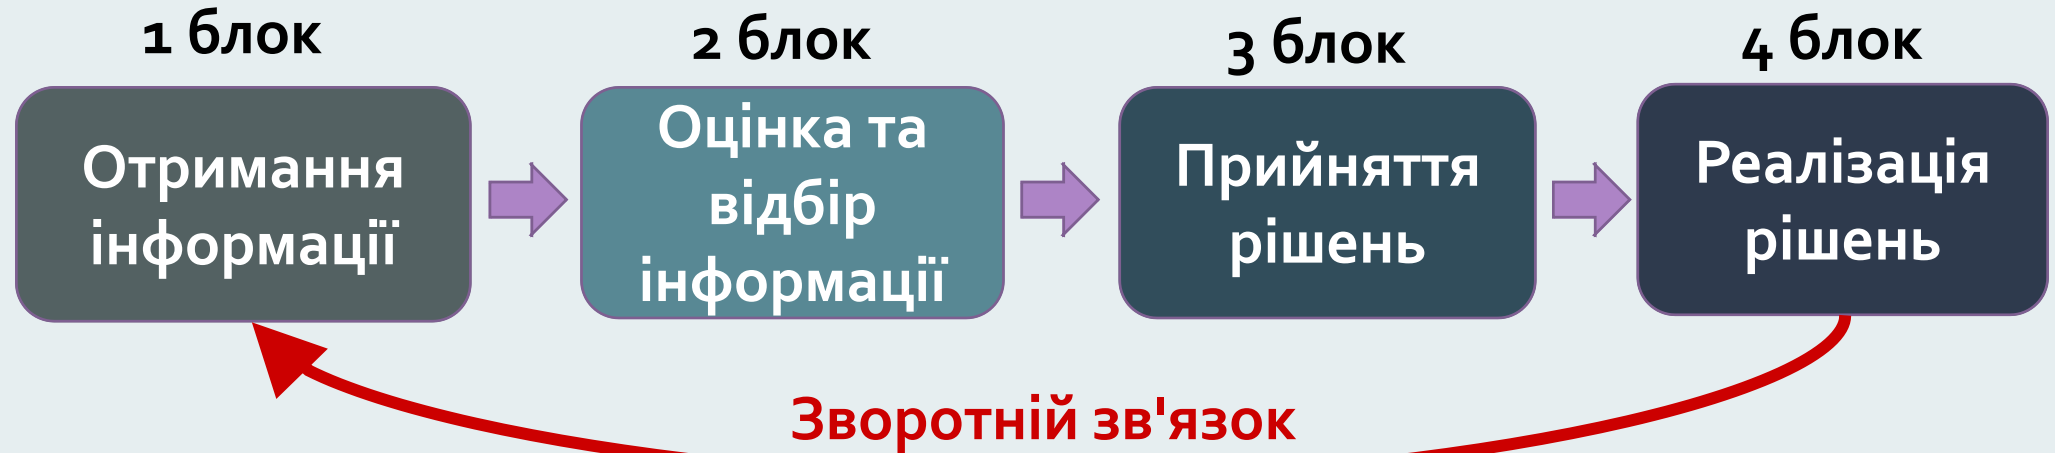 1 блок
2 блок
3 блок
4 блок
Отримання
інформації
Оцінка та
відбір
інформації
Прийняття
рішень
Реалізація
рішень
Зворотній зв'язок